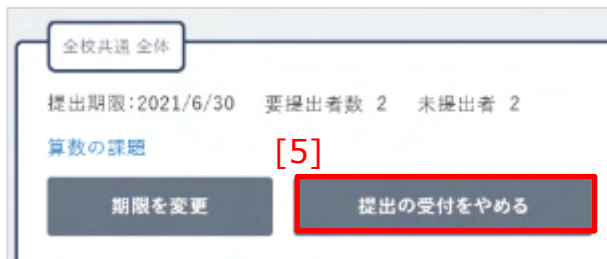 全校共通 全体
提出期限:2021/6/30 要提出者数 2 未提出者 2
算数の課題
[5]
期限を変更 提出の受付をやめる